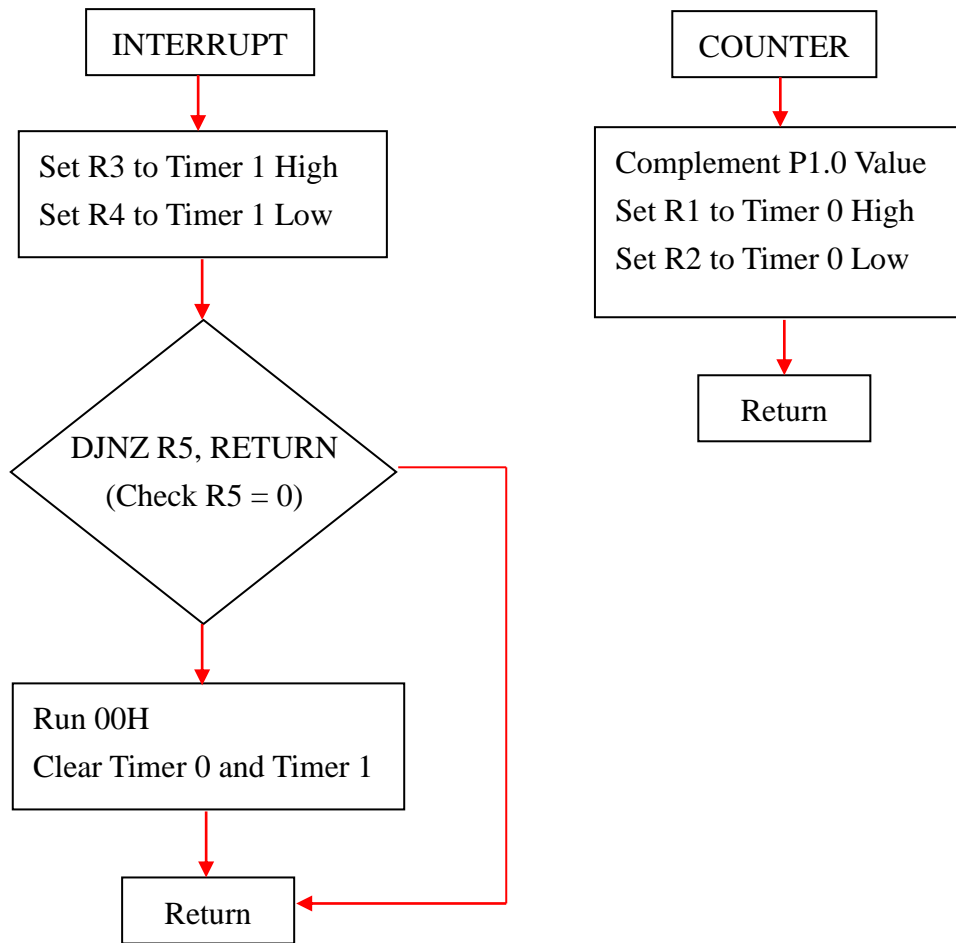 INTERRUPT
Set R3 to Timer 1 High
Set R4 to Timer 1 Low
DJNZ R5, RETURN
(Check R5 = 0)
Run 00H
Clear Timer 0 and Timer 1
Return
COUNTER
Complement P1.0 Value
Set R1 to Timer 0 High
Set R2 to Timer 0 Low
Return